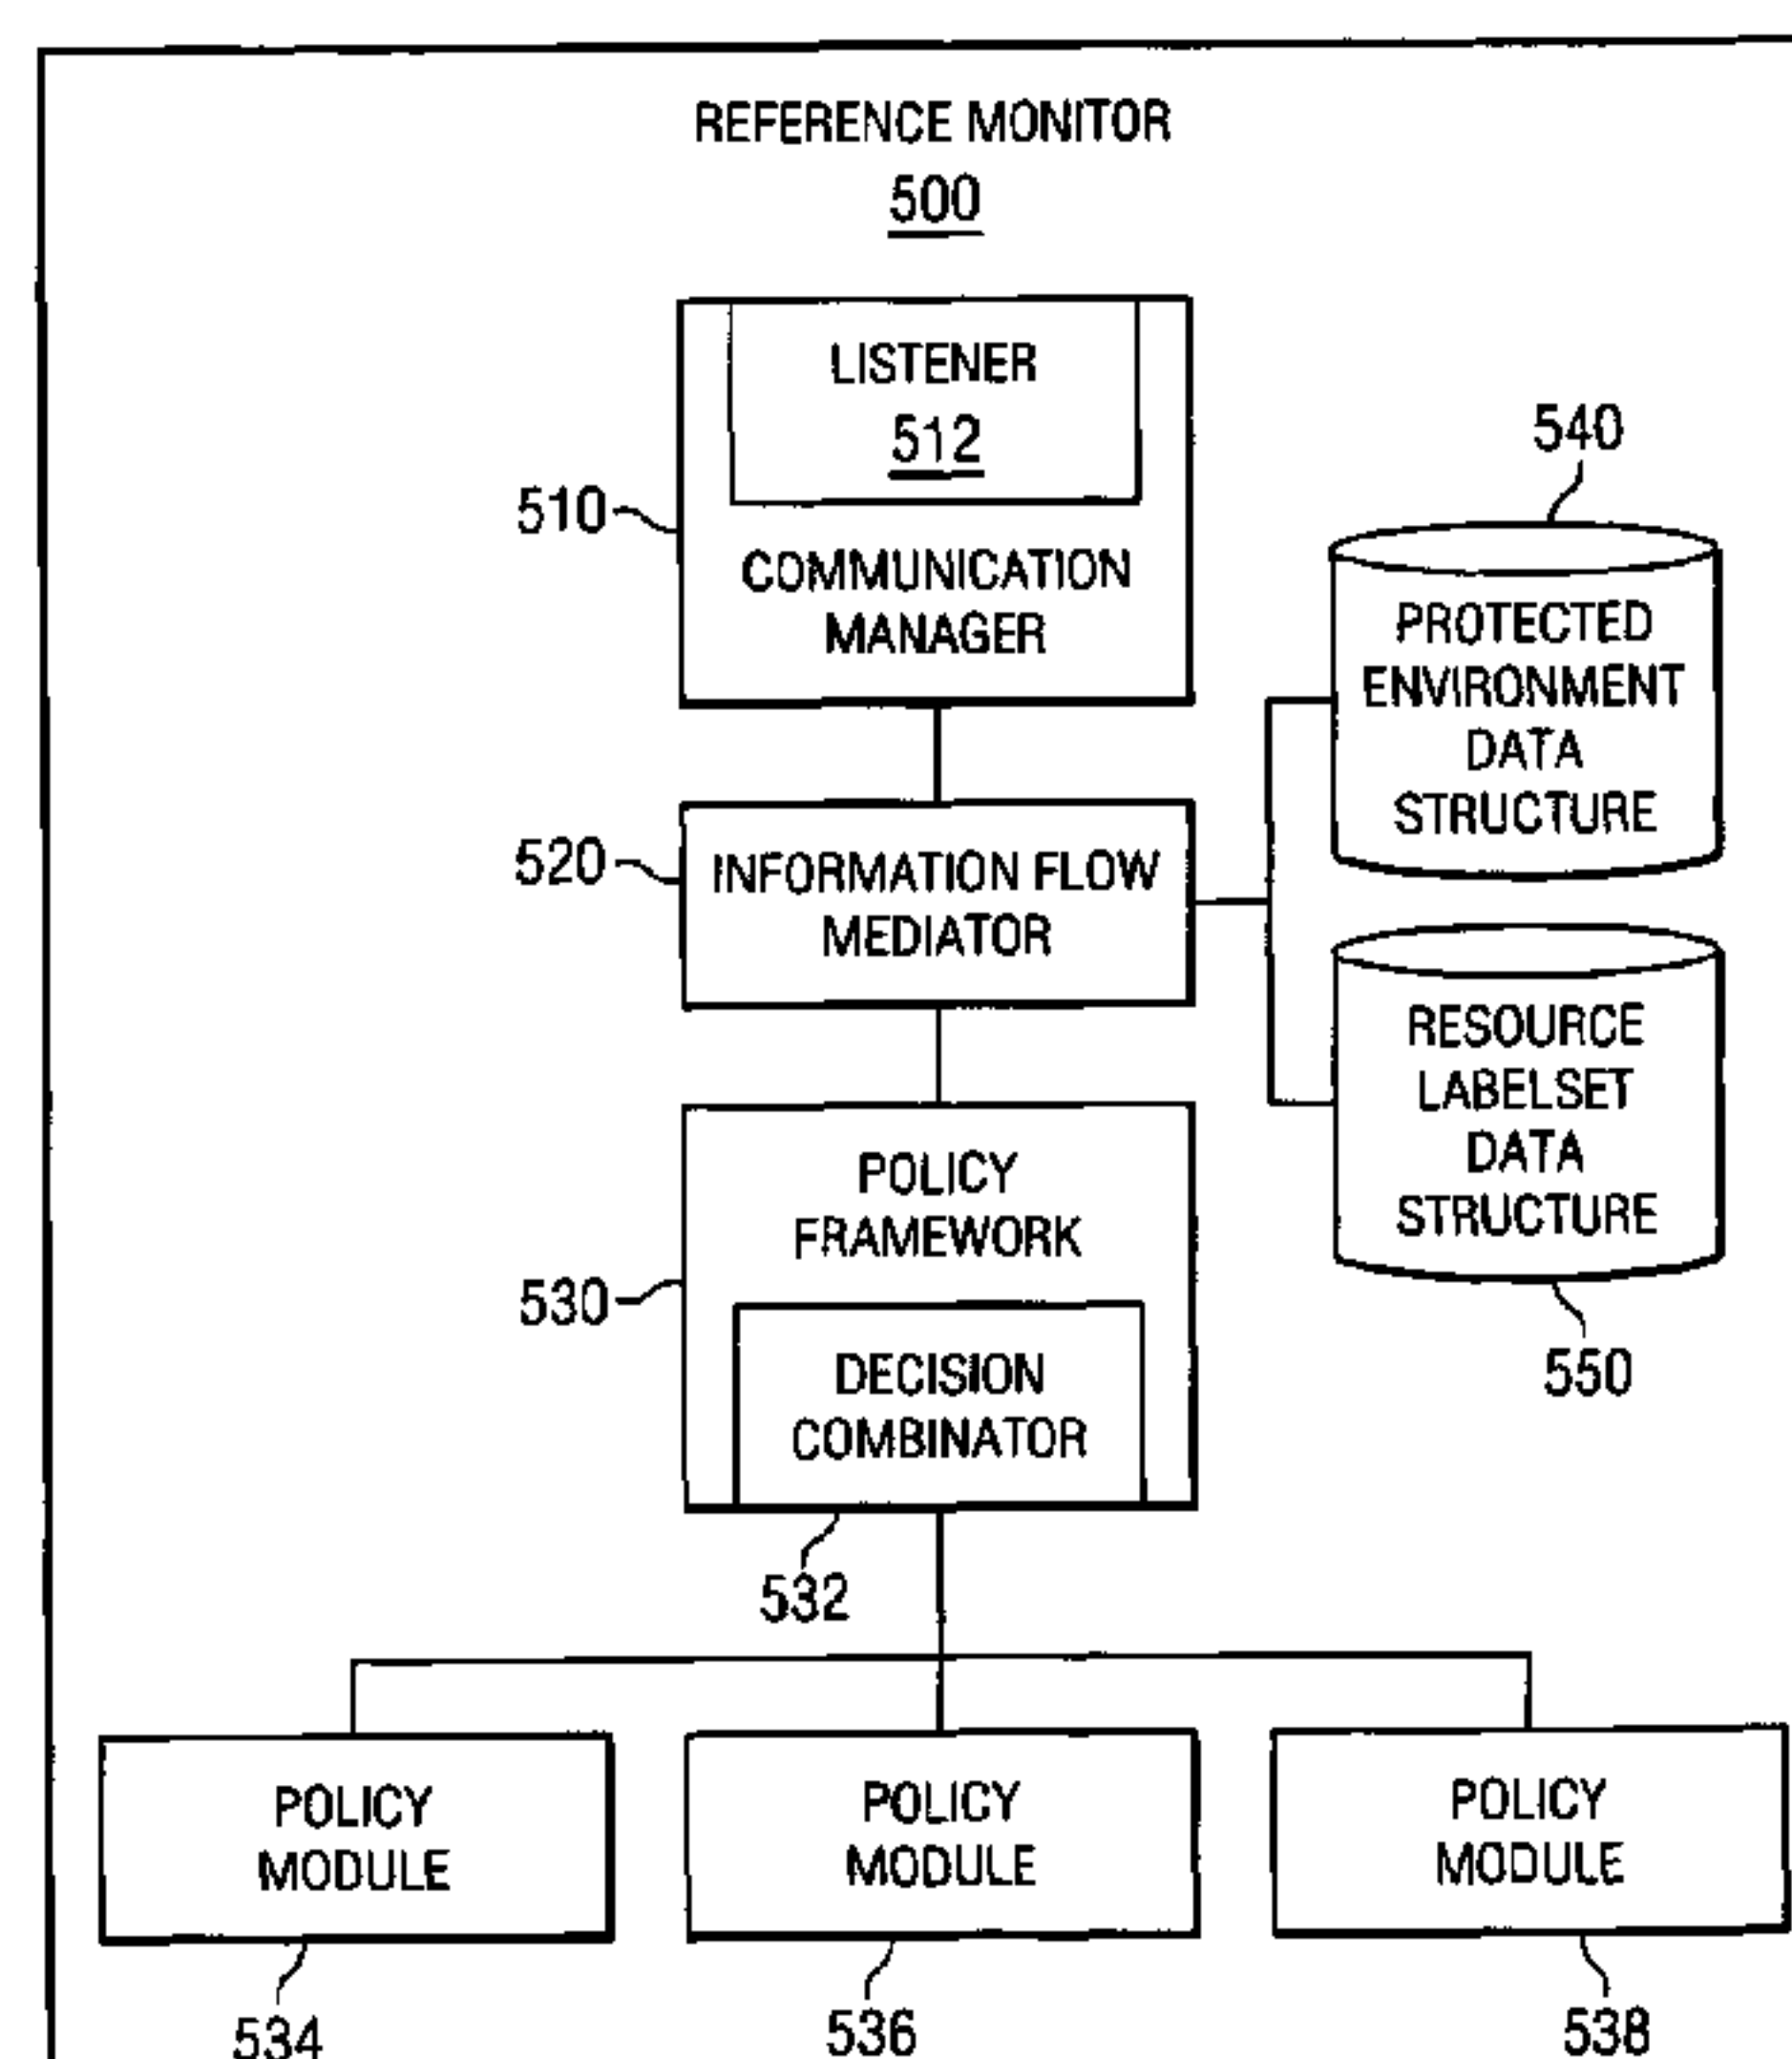 REFERENCE MONITOR
500
LISTENER
512
510
COMMUNICATION
MANAGER
540
PROTECTED
ENVIRONMENT
DATA
STRUCTURE
520
INFORMATION FLOW
MEDIATOR
RESOURCE
LABELSET
DATA
STRUCTURE
550
POLICY
FRAMEWORK
530
DECISION
COMBINATOR
532
POLICY
MODULE
534
POLICY
MODULE
536
POLICY
MODULE
538